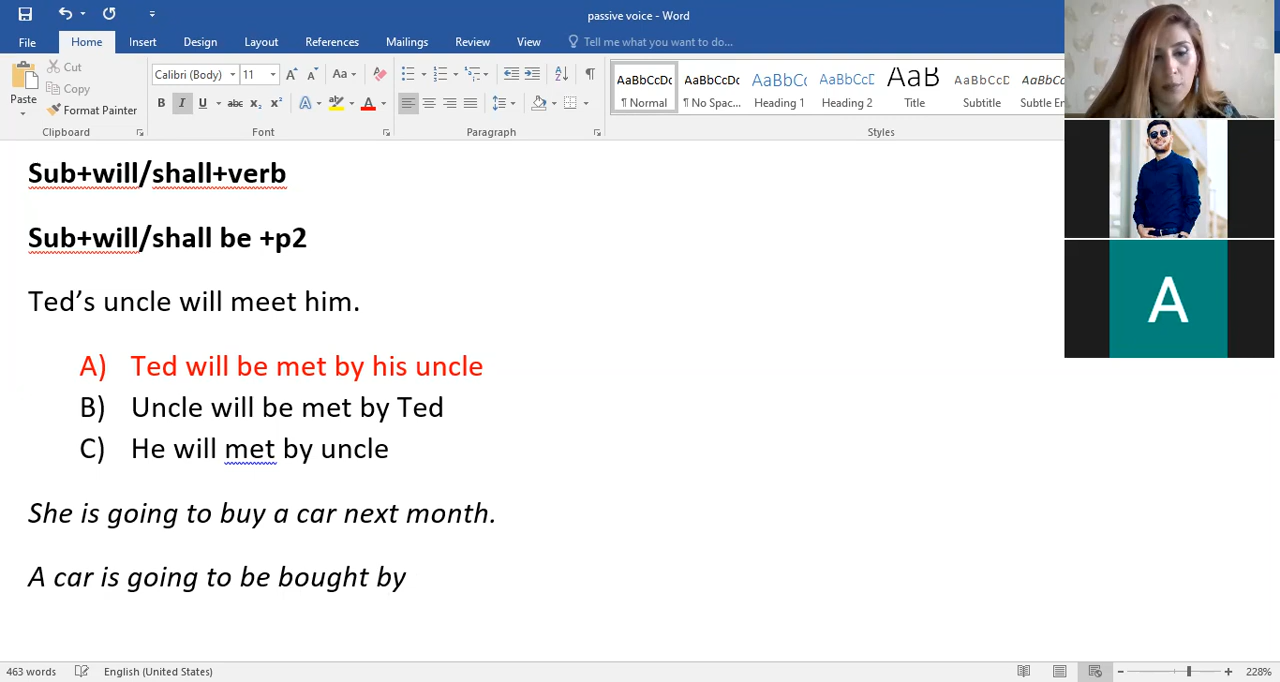 passive voice - Word
File Home Insert Design Layout References Mailings Review View Tell me what you want to do...
Cut
Copy
Paste
Format Painter
Calibri (Body) 11
Clipboard Font Paragraph Styles
AaBbCcDc AaBbCcDc AaBbCc AaBbCcE AaB AaBbCcD AaBbCc
¶ Normal ¶ No Spac... Heading 1 Heading 2 Title Subtitle Subtle En
Sub+will/shall+verb
Sub+will/shall be +p2
Ted’s uncle will meet him.
A) Ted will be met by his uncle
B) Uncle will be met by Ted
C) He will met by uncle
She is going to buy a car next month.
A car is going to be bought by
A
463 words English (United States) 228%